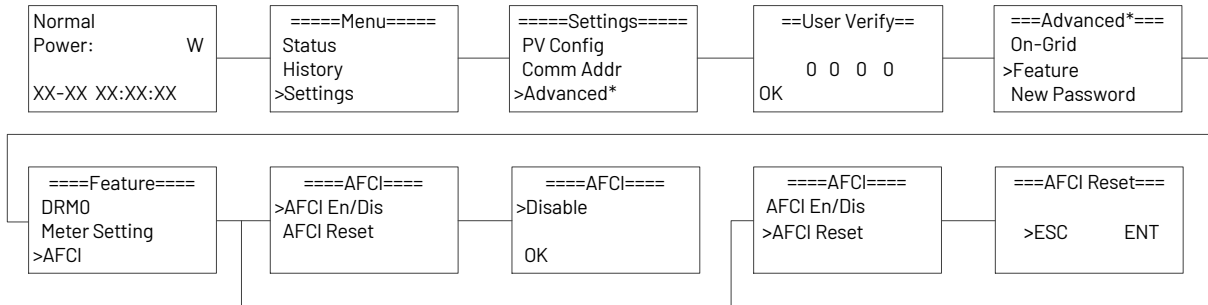 Normal
Power: W
XX-XX XX:XX:XX
=====Menu=====
Status
History
>Settings
=====Settings=====
PV Config
Comm Addr
>Advanced*
==User Verify==
0 0 0 0
OK
===Advanced*===
On-Grid
>Feature
New Password
====Feature====
DRM0
Meter Setting
>AFCI
====AFCI====
>AFCI En/Dis
AFCI Reset
====AFCI====
>Disable
OK
====AFCI====
AFCI En/Dis
>AFCI Reset
===AFCI Reset===
>ESC ENT